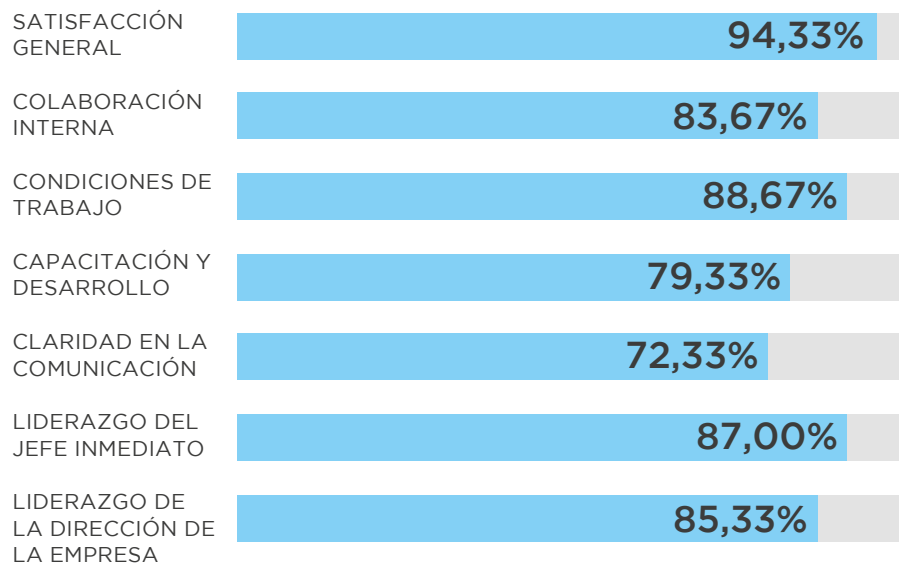 SATISFACCIÓN
GENERAL
94,33%
COLABORACIÓN
INTERNA
83,67%
CONDICIONES DE
TRABAJO
88,67%
CAPACITACIÓN Y
DESARROLLO
79,33%
CLARIDAD EN LA
COMUNICACIÓN
72,33%
LIDERAZGO DEL
JEFE INMEDIATO
87,00%
LIDERAZGO DE
LA DIRECCIÓN DE
LA EMPRESA
85,33%